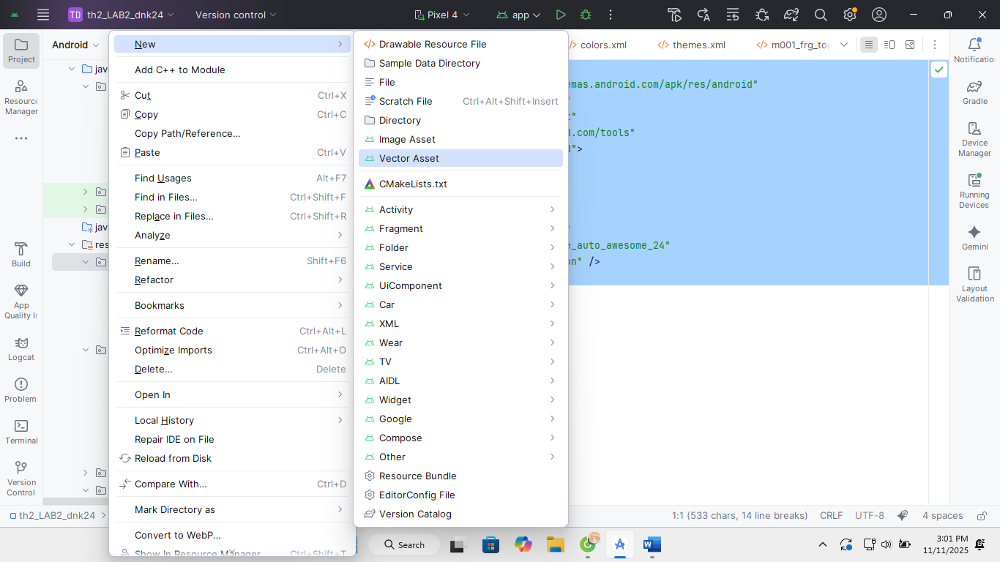 TD th2_LAB2_dnk24 Version control Pixel 4 app
Project
Resource
Manager
Build
App
Quality In
Logcat
Problem
Terminal
Version
Control
Android
jav
jav
res
New
Add C++ to Module
Cut Ctrl+X
Copy Ctrl+C
Copy Path/Reference...
Paste Ctrl+V
Find Usages Alt+F7
Find in Files... Ctrl+Shift+F
Replace in Files... Ctrl+Shift+R
Analyze
Rename... Shift+F6
Refactor
Bookmarks
Reformat Code Ctrl+Alt+L
Optimize Imports Ctrl+Alt+O
Delete... Delete
Open In
Local History
Repair IDE on File
Reload from Disk
Compare With... Ctrl+D
Mark Directory as
Convert to WebP...
Show In Resource Manager Ctrl+Shift+T
Drawable Resource File
Sample Data Directory
File
Scratch File Ctrl+Alt+Shift+Insert
Directory
Image Asset
Vector Asset
CMakeLists.txt
Activity
Fragment
Folder
Service
UiComponent
Car
XML
Wear
TV
AIDL
Widget
Google
Compose
Other
Resource Bundle
EditorConfig File
Version Catalog
colors.xml themes.xml m001_frg_to
emas.android.com/apk/res/android"
"
t"
d.com/tools"
d">
"
e_auto_awesome_24"
on" />
Notificatio
Gradle
Device
Manager
Running
Devices
Gemini
Layout
Validation
th2_LAB2_dnk24 1:1 (533 chars, 14 line breaks) CRLF UTF-8 4 spaces
Search
3:01 PM
11/11/2025